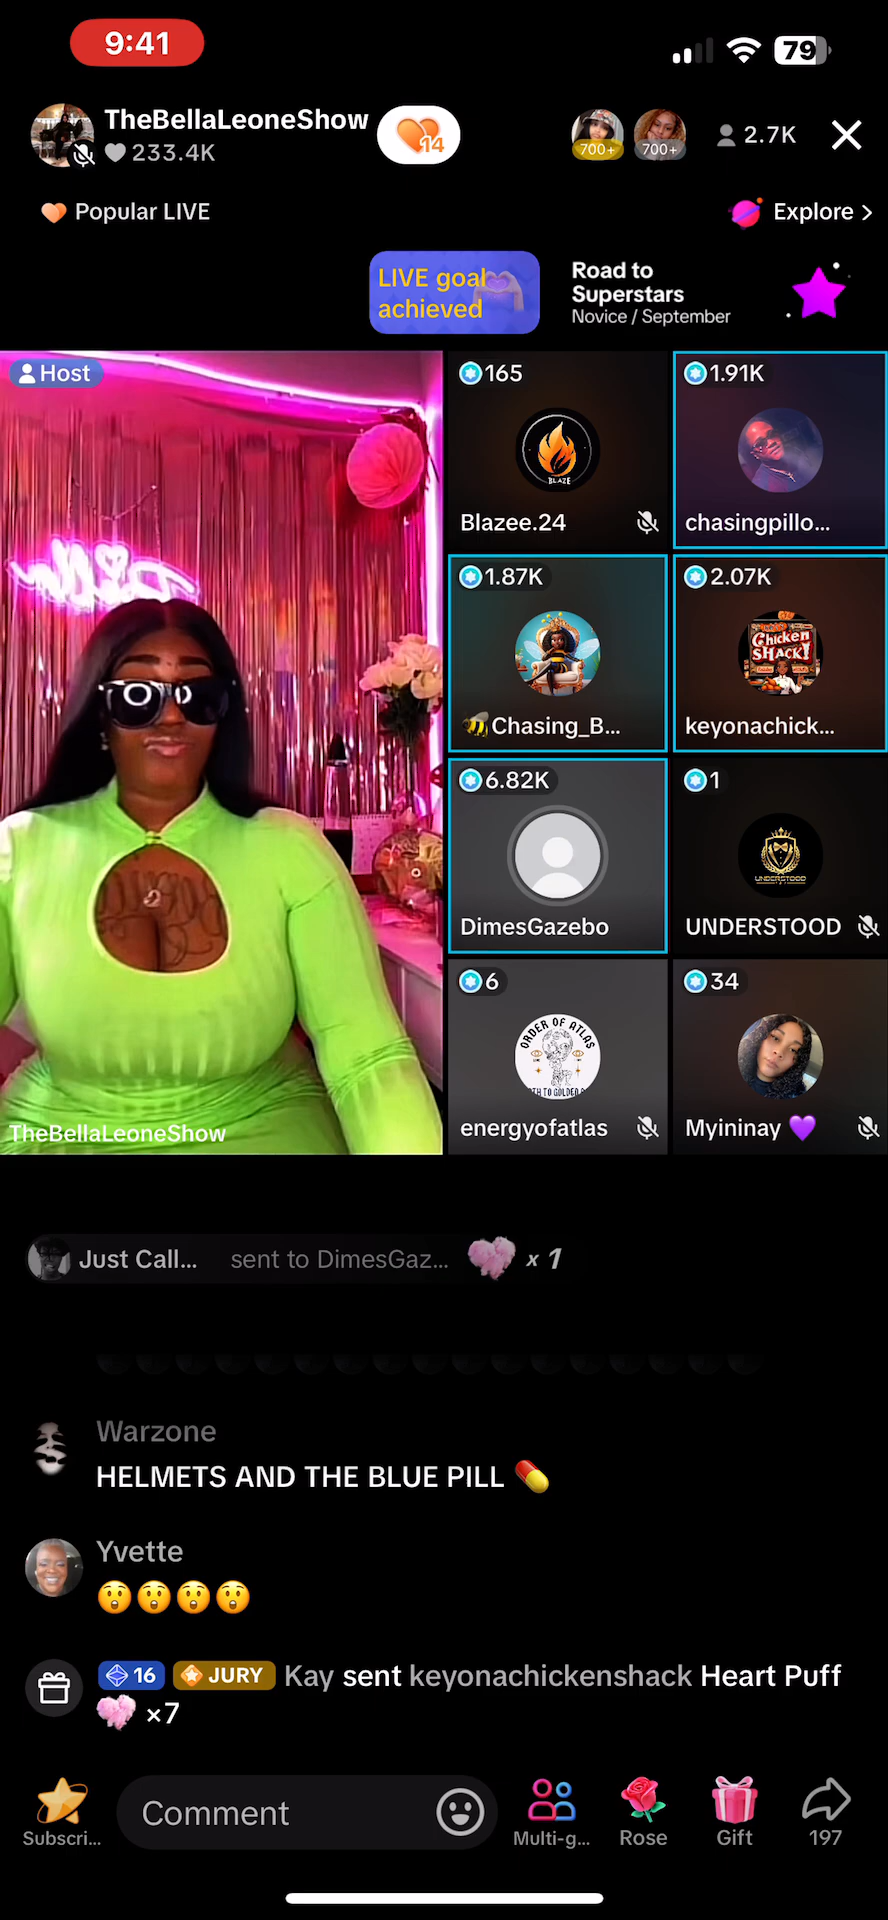 9:41
79
TheBellaLeoneShow
233.4K
14
700+
700+
2.7K
Popular LIVE
Explore >
LIVE goal
achieved
Road to
Superstars
Novice / September
Host
165
BLAZE
Blazee.24
1.91K
chasingpillo...
1.87K
🐝Chasing_B...
2.07K
Chicken
SHACK!
keyonachick...
6.82K
DimesGazebo
1
UNDERSTOOD
UNDERSTOOD
6
ORDER OF ATLAS
energyofatlas
34
Myininay 💜
TheBellaLeoneShow
Just Call...
sent to DimesGaz...
x 1
Warzone
HELMETS AND THE BLUE PILL 💊
Yvette
😲😲😲😲
16 JURY Kay sent keyonachickenshack Heart Puff
×7
Subscri...
Comment
Multi-g...
Rose
Gift
197